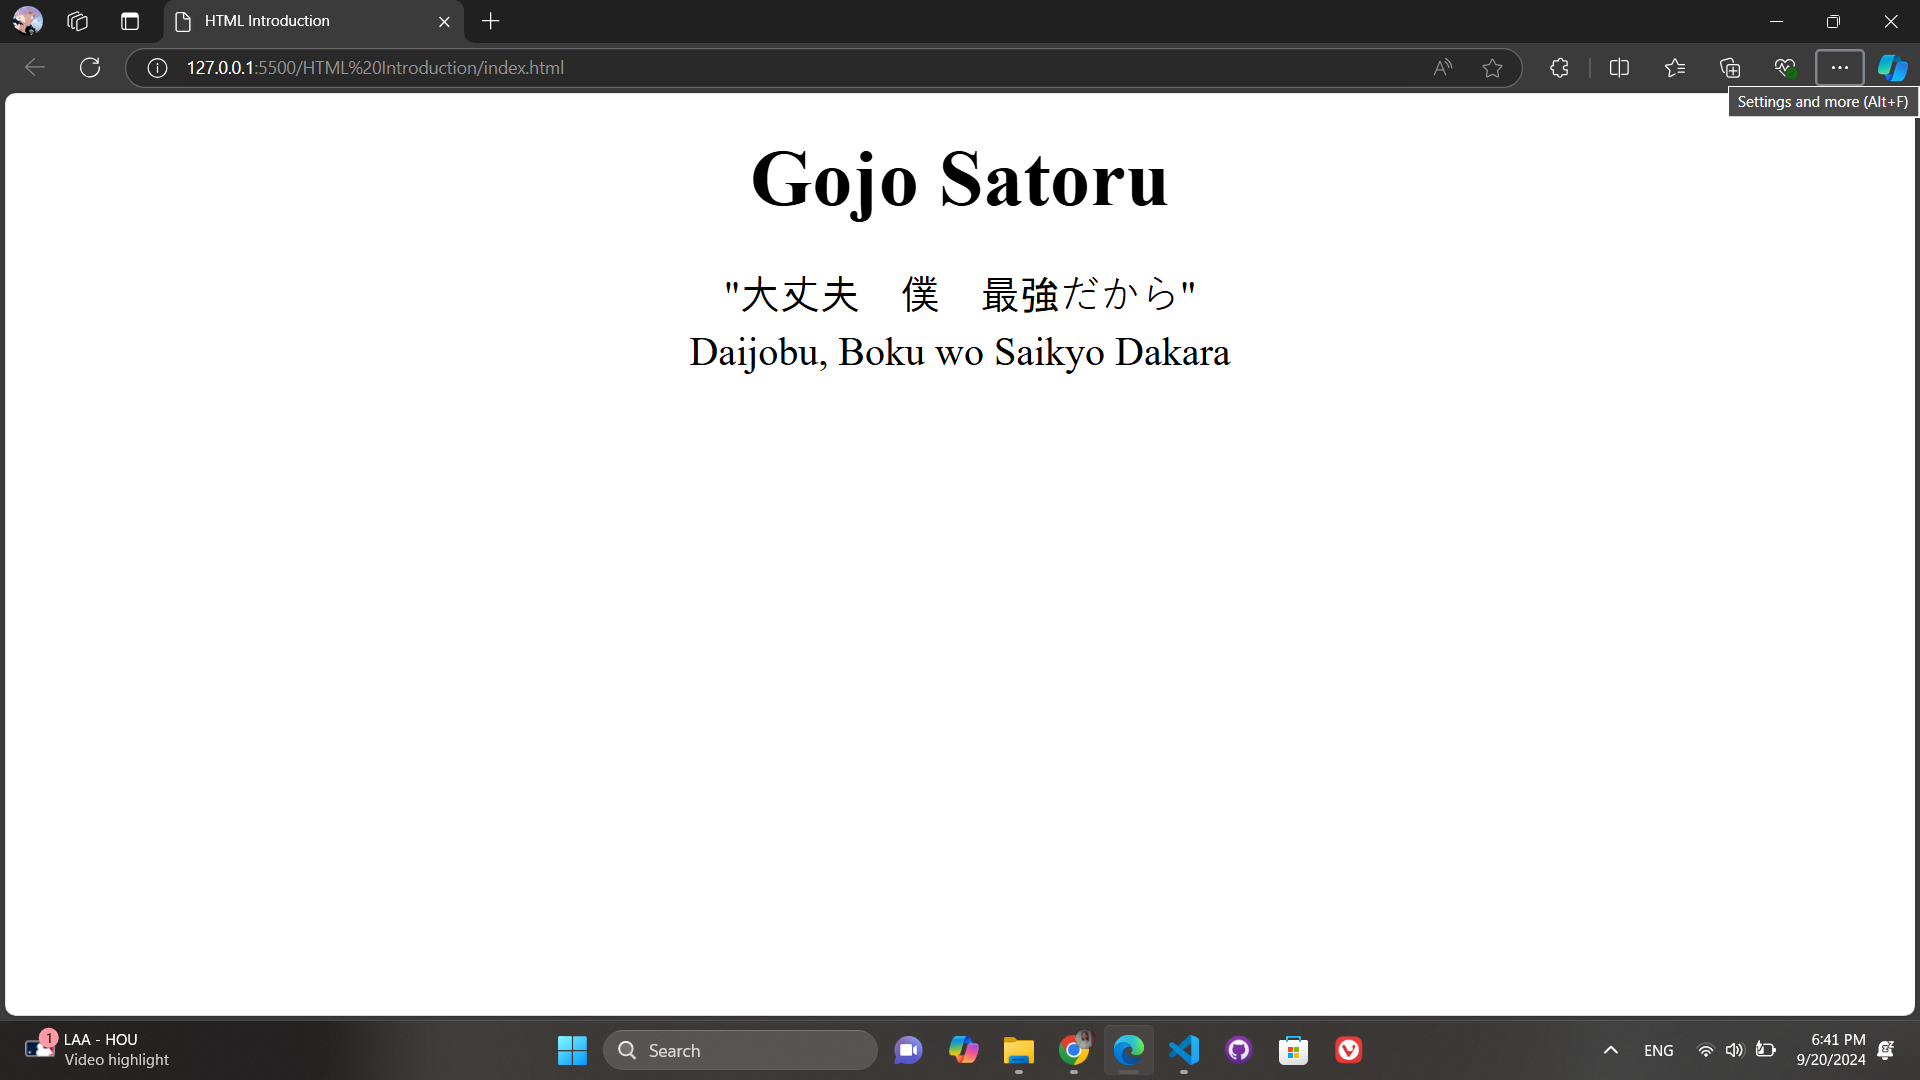 HTML Introduction
127.0.0.1:5500/HTML%20Introduction/index.html
Settings and more (Alt+F)
Gojo Satoru
"大丈夫　僕　最強だから"
Daijobu, Boku wo Saikyo Dakara
1
LAA - HOU
Video highlight
Search
ENG
6:41 PM
9/20/2024